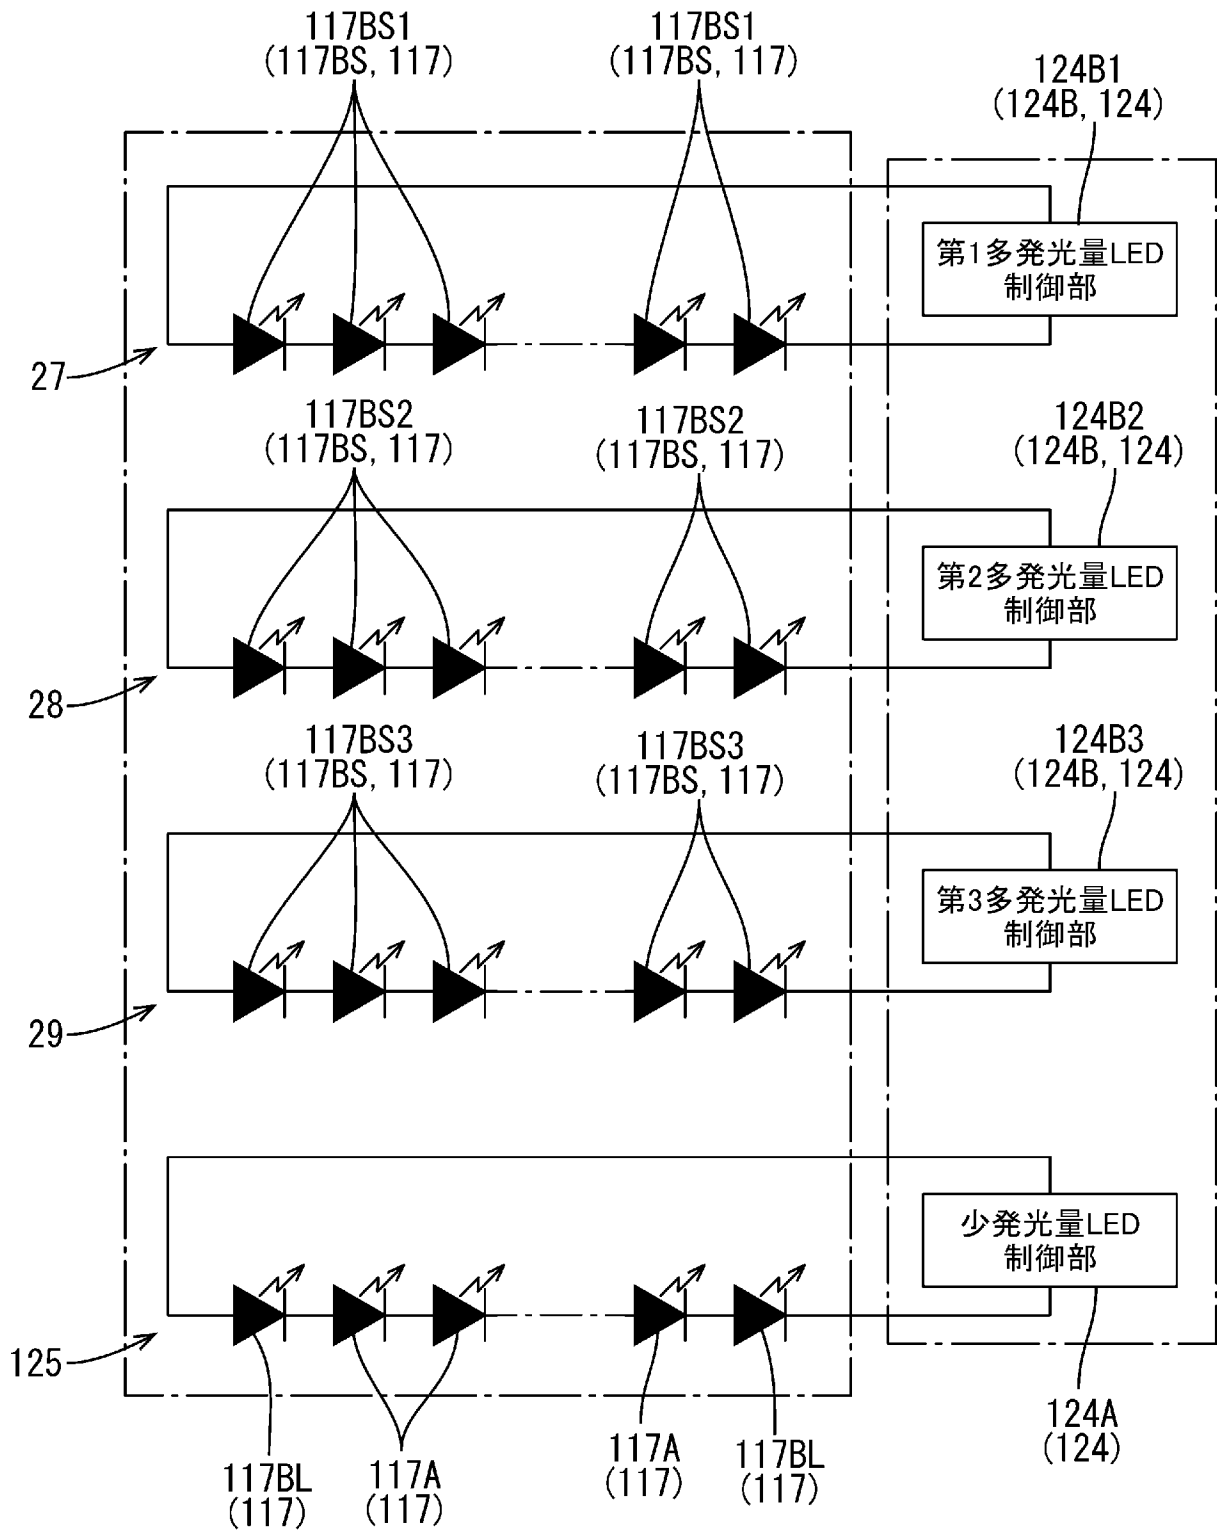 117BS1
(117BS, 117)
117BS1
(117BS, 117)
124B1
(124B, 124)
第1多発光量LED
制御部
27
117BS2
(117BS, 117)
117BS2
(117BS, 117)
124B2
(124B, 124)
第2多発光量LED
制御部
28
117BS3
(117BS, 117)
117BS3
(117BS, 117)
124B3
(124B, 124)
第3多発光量LED
制御部
29
少発光量LED
制御部
125
117BL
(117)
117A
(117)
117A
(117)
117BL
(117)
124A
(124)